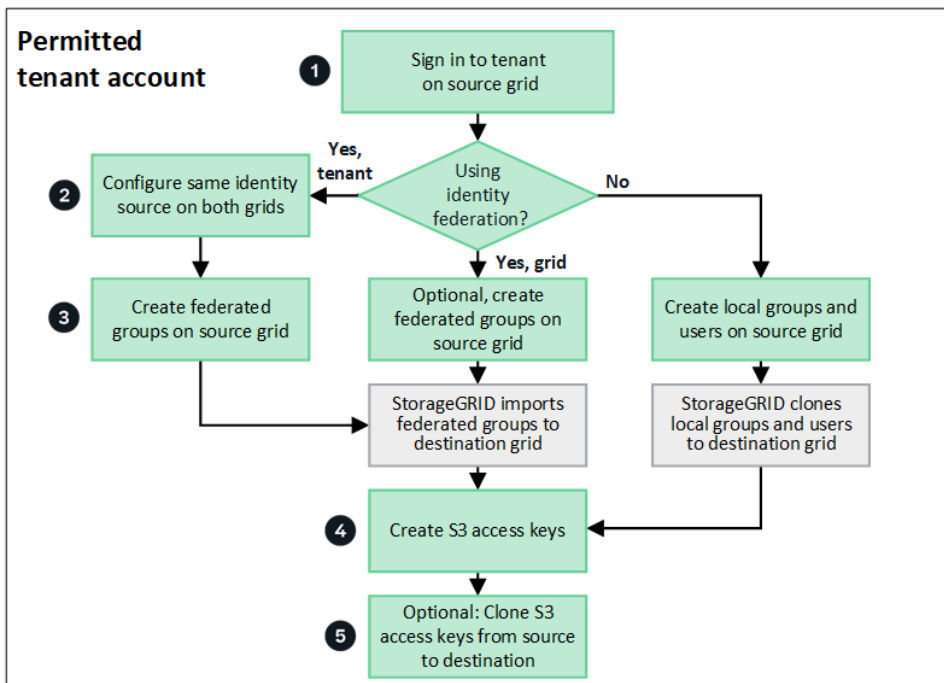 Permitted
tenant account
1
Sign in to tenant
on source grid
Using
identity
federation?
Yes,
tenant
No
Yes, grid
2
Configure same identity
source on both grids
3
Create federated
groups on source grid
Optional, create
federated groups on
source grid
Create local groups and
users on source grid
StorageGRID imports
federated groups to
destination grid
StorageGRID clones
local groups and users
to destination grid
4
Create S3 access keys
5
Optional: Clone S3
access keys from source
to destination